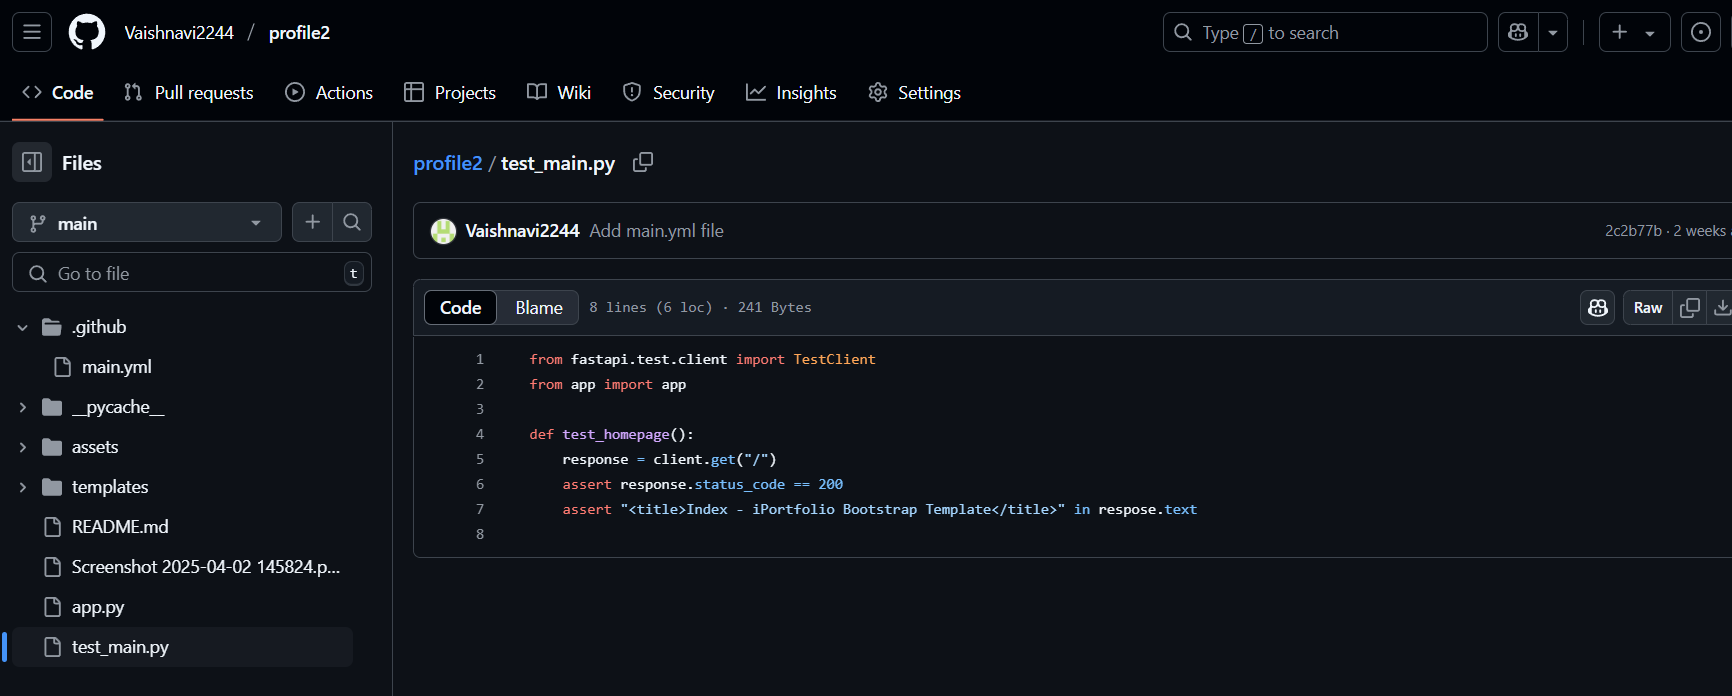 Vaishnavi2244 / profile2
Type / to search
Code Pull requests Actions Projects Wiki Security Insights Settings
Files
main
Go to file t
.github
main.yml
__pycache__
assets
templates
README.md
Screenshot 2025-04-02 145824.p...
app.py
test_main.py
profile2 / test_main.py
Vaishnavi2244 Add main.yml file 2c2b77b · 2 weeks
Code Blame 8 lines (6 loc) · 241 Bytes Raw
1 from fastapi.test.client import TestClient
2 from app import app
3
4 def test_homepage():
5 response = client.get("/")
6 assert response.status_code == 200
7 assert "<title>Index - iPortfolio Bootstrap Template</title>" in respose.text
8